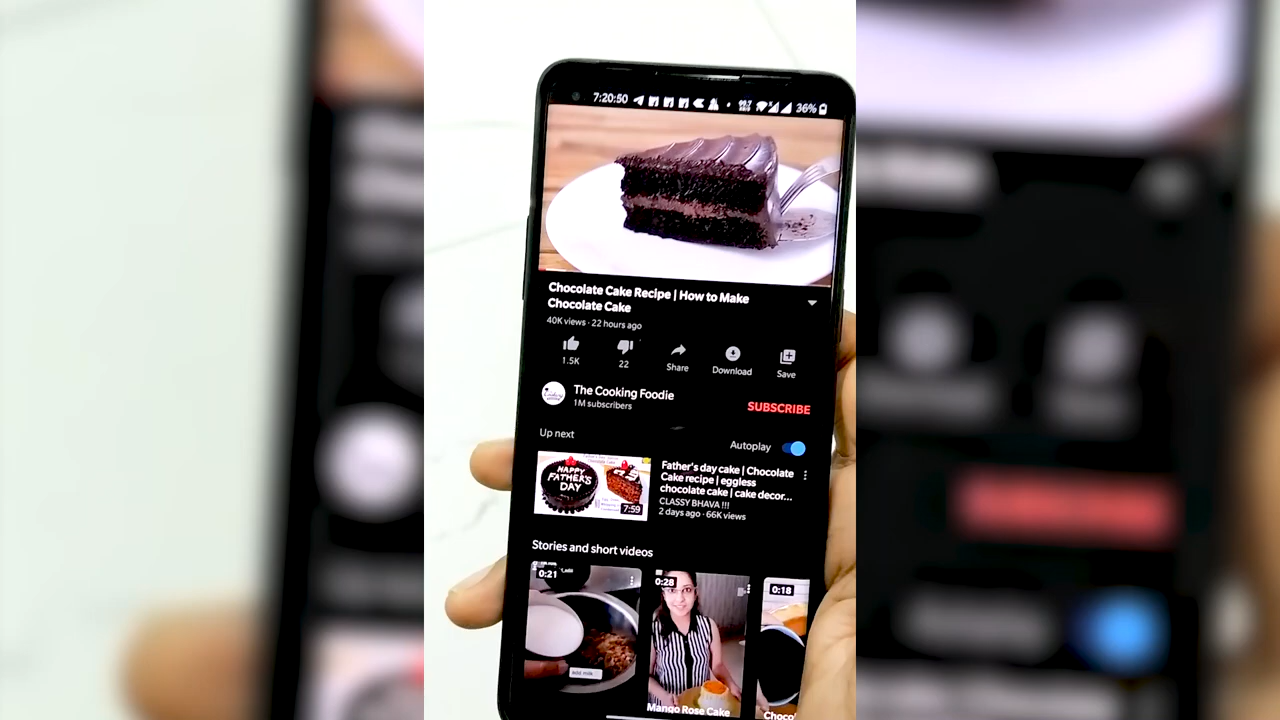 7:20:50
36%
Chocolate Cake Recipe | How to Make
Chocolate Cake
40K views · 22 hours ago
1.5K
22
Share
Download
Save
The Cooking Foodie
1M subscribers
SUBSCRIBE
Up next
Autoplay
HAPPY
FATHER'S
DAY
7:59
Father's day cake | Chocolate
Cake recipe | eggless
chocolate cake | cake decor...
CLASSY BHAVA !!!
2 days ago · 66K views
Stories and short videos
0:21
0:28
0:18
add milk
Mango Rose Cake
Chocol